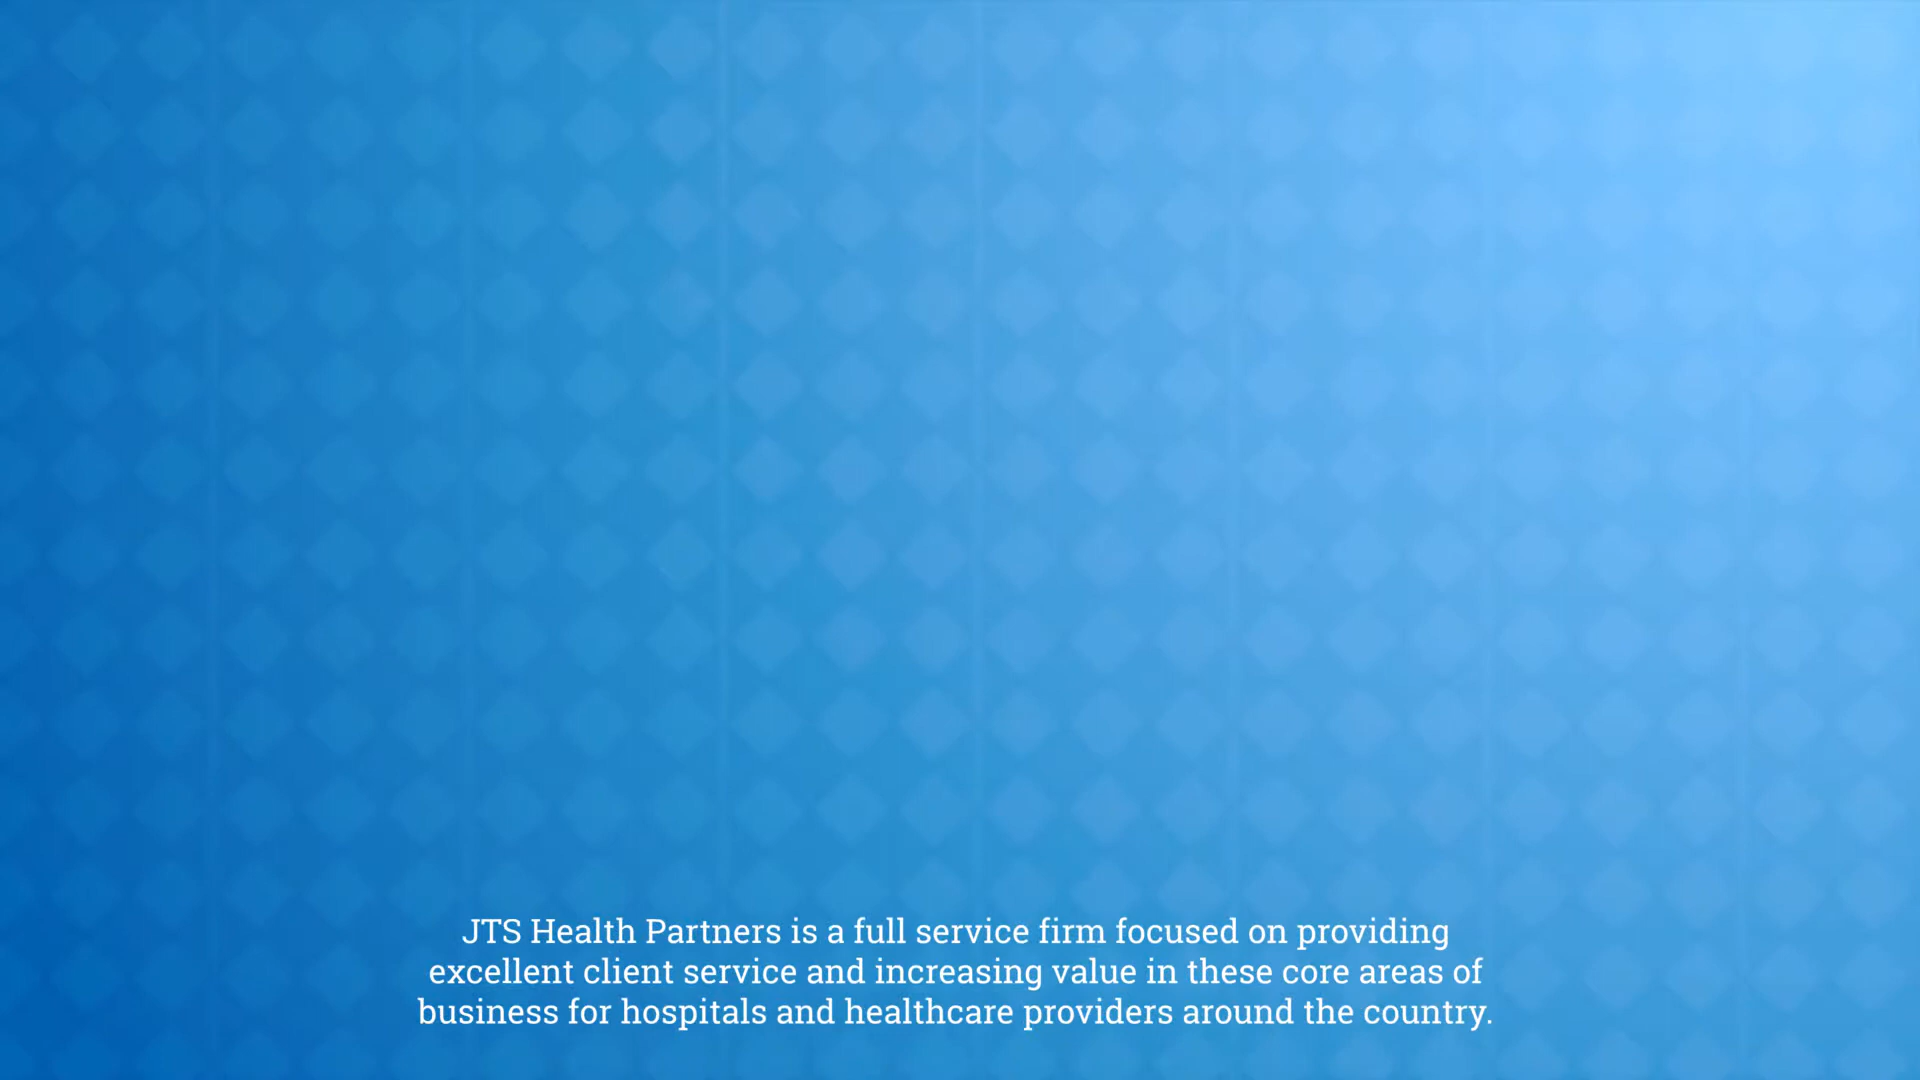 JTS Health Partners is a full service firm focused on providing
excellent client service and increasing value in these core areas of
business for hospitals and healthcare providers around the country.